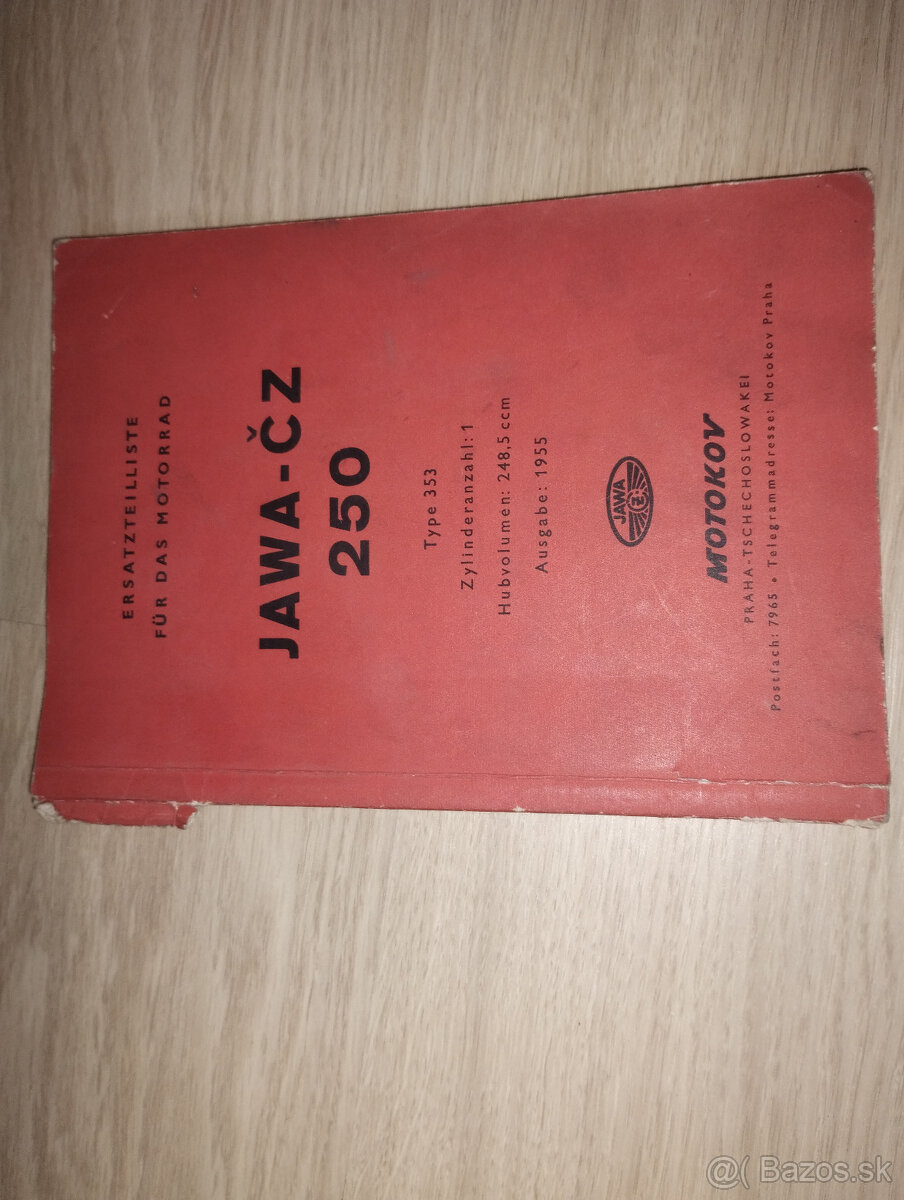 ERSATZTEILLISTE
FÜR DAS MOTORRAD
JAWA-ČZ
250
Type 353
Zylinderanzahl: 1
Hubvolumen: 248,5 ccm
Ausgabe: 1955
JAWA
ČZ
MOTOKOV
PRAHA-TSCHECHOSLOWAKEI
Postfach: 7965 • Telegrammadresse: Motokov Praha
@( Bazos.sk